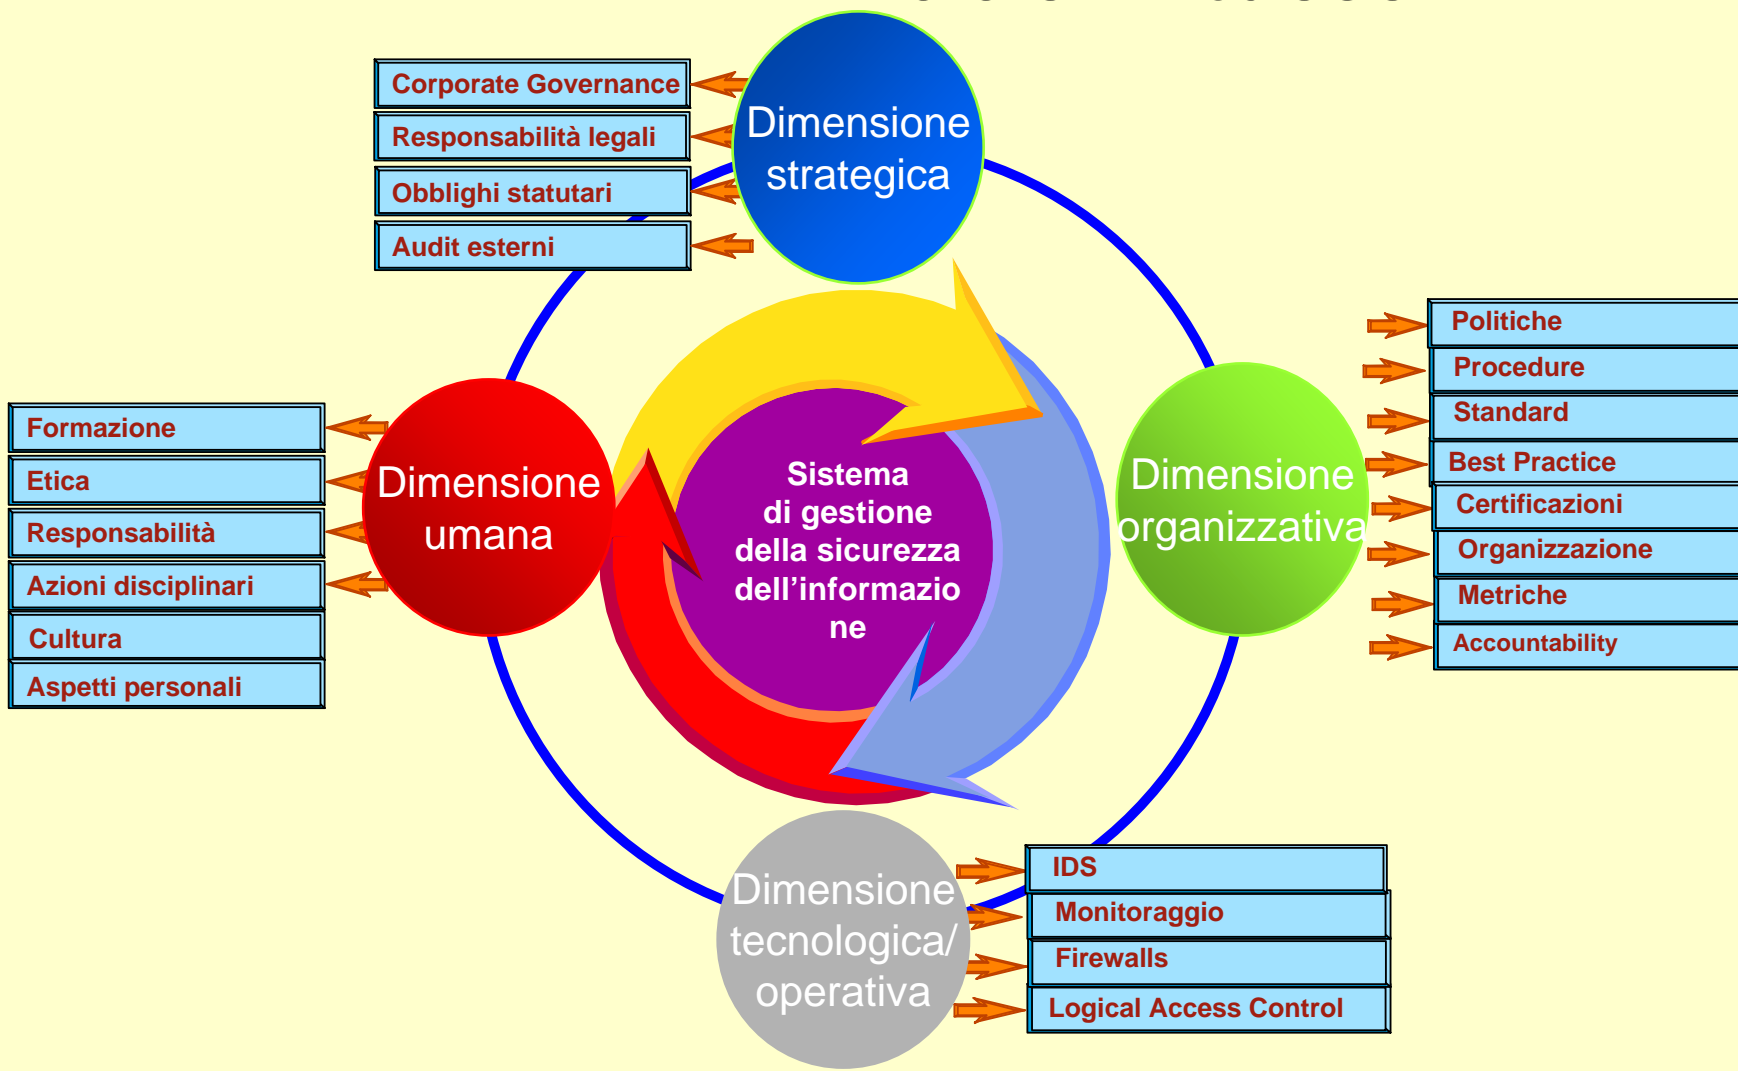 Corporate Governance
Responsabilità legali
Obblighi statutari
Audit esterni
Dimensione
strategica
Politiche
Procedure
Standard
Best Practice
Certificazioni
Organizzazione
Metriche
Accountability
Dimensione
organizzativa
Formazione
Etica
Responsabilità
Azioni disciplinari
Cultura
Aspetti personali
Dimensione
umana
Sistema
di gestione
della sicurezza
dell’informazio
ne
Dimensione
tecnologica/
operativa
IDS
Monitoraggio
Firewalls
Logical Access Control